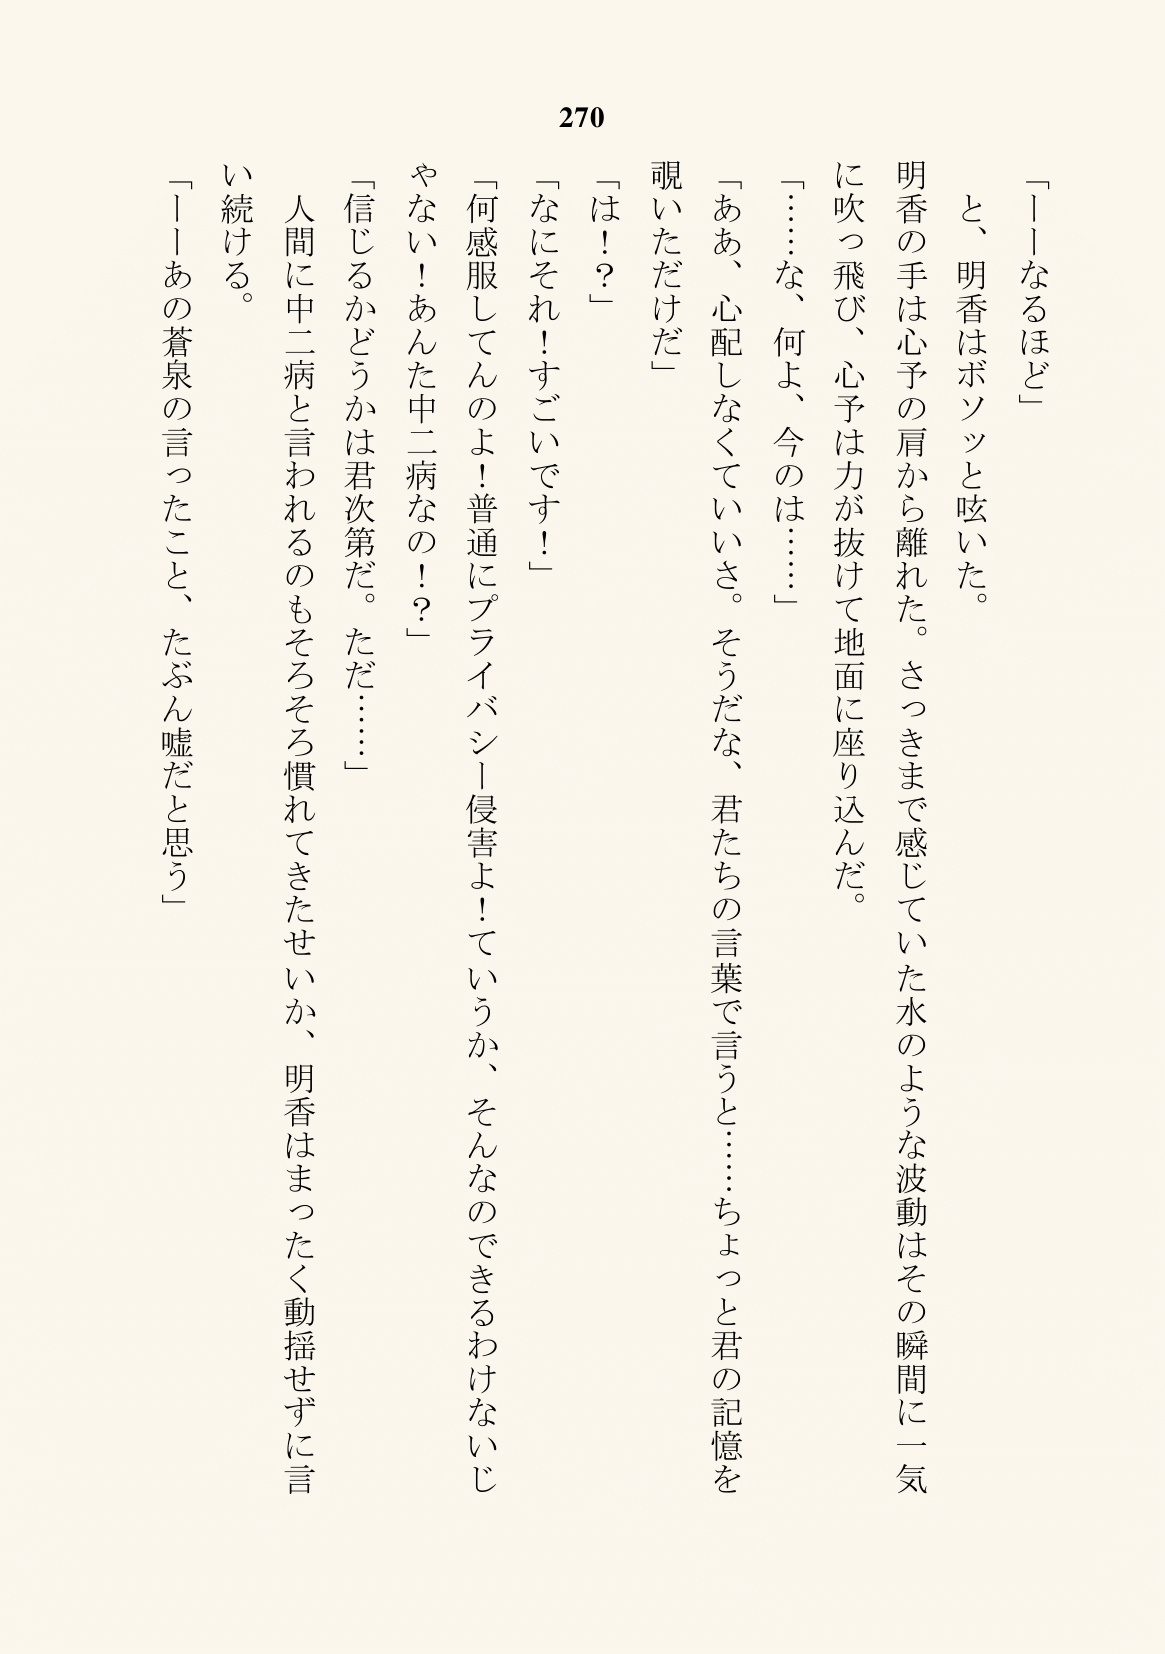 270
「ーーなるほど」
　と、明香はボソッと呟いた。
明香の手は心予の肩から離れた。さっきまで感じていた水のような波動はその瞬間に一気
に吹っ飛び、心予は力が抜けて地面に座り込んだ。
「……な、何よ、今のは……」
「ああ、心配しなくていいさ。そうだな、君たちの言葉で言うと……ちょっと君の記憶を
覗いただけだ」
「は！？」
「なにそれ！すごいです！」
「何感服してんのよ！普通にプライバシー侵害よ！ていうか、そんなのできるわけないじ
ゃない！あんた中二病なの！？」
「信じるかどうかは君次第だ。ただ……」
　人間に中二病と言われるのもそろそろ慣れてきたせいか、明香はまったく動揺せずに言
い続ける。
「ーーあの蒼泉の言ったこと、たぶん嘘だと思う」